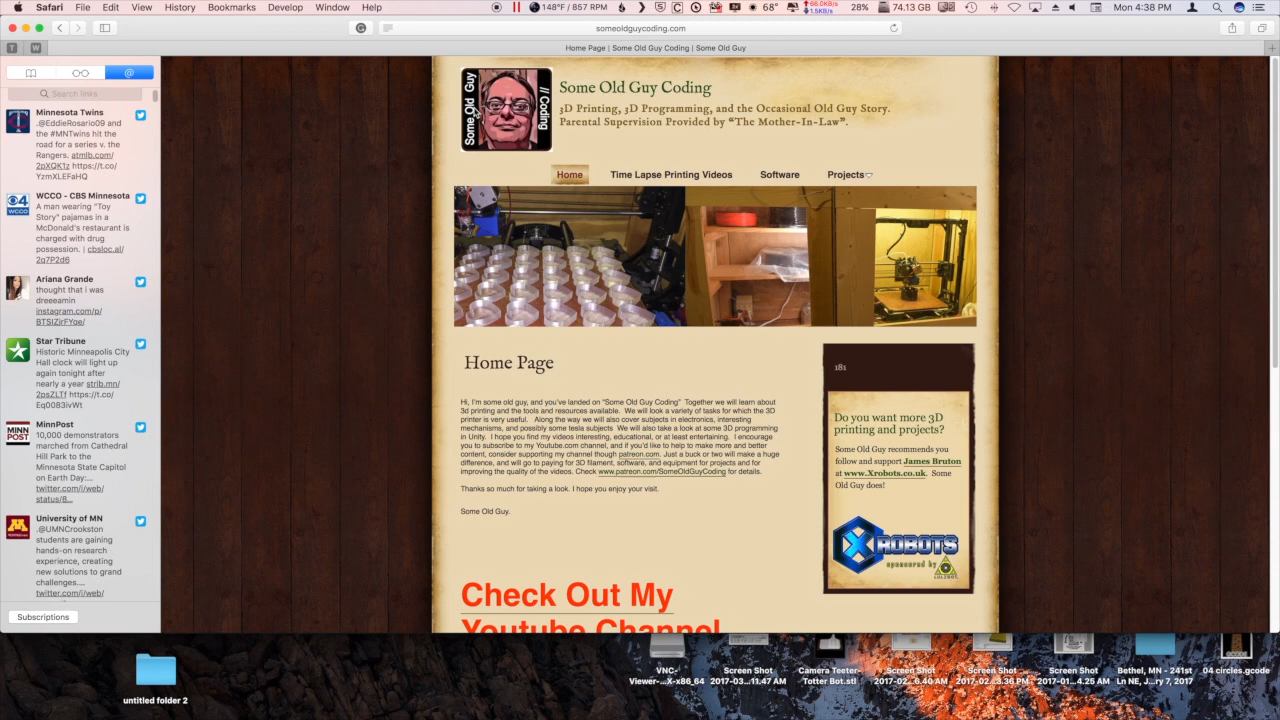 Safari File Edit View History Bookmarks Develop Window Help
148°F / 857 RPM
68° 28% 74.13 GB Mon 4:38 PM
66.0KB/s
1.5KB/s
someoldguycoding.com
T W Home Page | Some Old Guy Coding | Some Old Guy
Search links
Minnesota Twins
.@EddieRosario09 and
the #MNTwins hit the
road for a series v. the
Rangers. atmlb.com/
2pXQK1z https://t.co/
YzmXLEFaHQ
WCCO - CBS Minnesota
A man wearing "Toy
Story" pajamas in a
McDonald's restaurant is
charged with drug
possession. | cbsloc.al/
2q7P2d6
Ariana Grande
thought that i was
dreeeamin
instagram.com/p/
BTSIZjrFYqe/
Star Tribune
Historic Minneapolis City
Hall clock will light up
again tonight after
nearly a year strib.mn/
2psZLTf https://t.co/
Eq0083ivWt
MinnPost
10,000 demonstrators
marched from Cathedral
Hill Park to the
Minnesota State Capitol
on Earth Day:...
twitter.com/i/web/
status/8...
University of MN
.@UMNCrookston
students are gaining
hands-on research
experience, creating
new solutions to grand
challenges....
twitter.com/i/web/
Subscriptions
Some Old Guy
// Coding
Some Old Guy Coding
3D Printing, 3D Programming, and the Occasional Old Guy Story.
Parental Supervision Provided by “The Mother-In-Law”.
Home Time Lapse Printing Videos Software Projects
Home Page
Hi, I'm some old guy, and you've landed on “Some Old Guy Coding” Together we will learn about
3d printing and the tools and resources available. We will look a variety of tasks for which the 3D
printer is very useful. Along the way we will also cover subjects in electronics, interesting
mechanisms, and possibly some tesla subjects We will also take a look at some 3D programming
in Unity. I hope you find my videos interesting, educational, or at least entertaining. I encourage
you to subscribe to my Youtube.com channel, and if you'd like to help to make more and better
content, consider supporting my channel though patreon.com. Just a buck or two will make a huge
difference, and will go to paying for 3D filament, software, and equipment for projects and for
improving the quality of the videos. Check www.patreon.com/SomeOldGuyCoding for details.
Thanks so much for taking a look. I hope you enjoy your visit.
Some Old Guy.
Check Out My
Youtube Channel
181
Do you want more 3D
printing and projects?
Some Old Guy recommends you
follow and support James Bruton
at www.Xrobots.co.uk. Some
Old Guy does!
XROBOTS
sponsored by
LULZBOT
untitled folder 2
VNC-
Viewer-...X-x86_64
Screen Shot
2017-03...11.47 AM
Camera Teeter-
Totter Bot.stl
Screen Shot
2017-02...6.40 AM
Screen Shot
2017-02...3.36 PM
Screen Shot
2017-01...4.25 AM
Bethel, MN - 241st
Ln NE, J...ry 7, 2017
04 circles.gcode